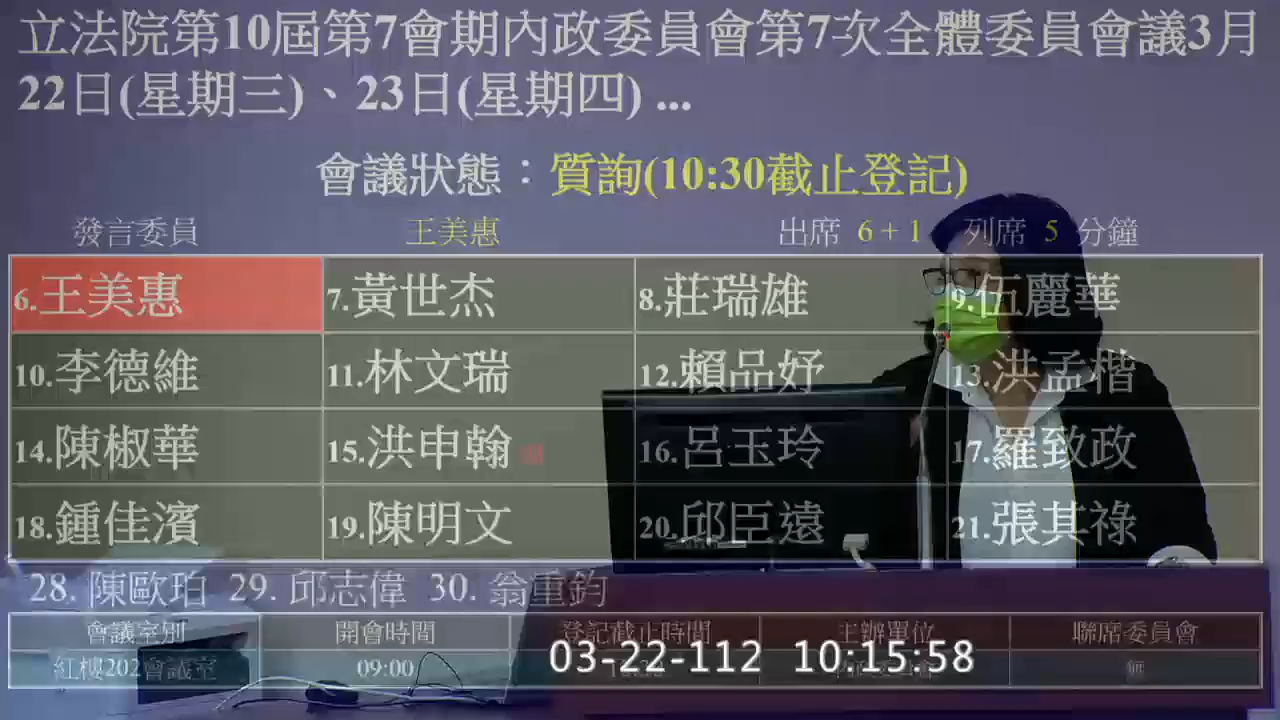 立法院第10屆第7會期內政委員會第7次全體委員會議3月
22日(星期三)、23日(星期四) ...
會議狀態：質詢(10:30截止登記)
發言委員 王美惠 出席 6 + 1 列席 5 分鐘
6.王美惠 7.黃世杰 8.莊瑞雄 9.伍麗華
10.李德維 11.林文瑞 12.賴品妤 13.洪孟楷
14.陳椒華 15.洪申翰 16.呂玉玲 17.羅致政
18.鍾佳濱 19.陳明文 20.邱臣遠 21.張其祿
28. 陳歐珀 29. 邱志偉 30. 翁重鈞
會議室別 開會時間 登記截止時間 主辦單位 聯席委員會
紅樓202會議室 09:00 無
03-22-112 10:15:58